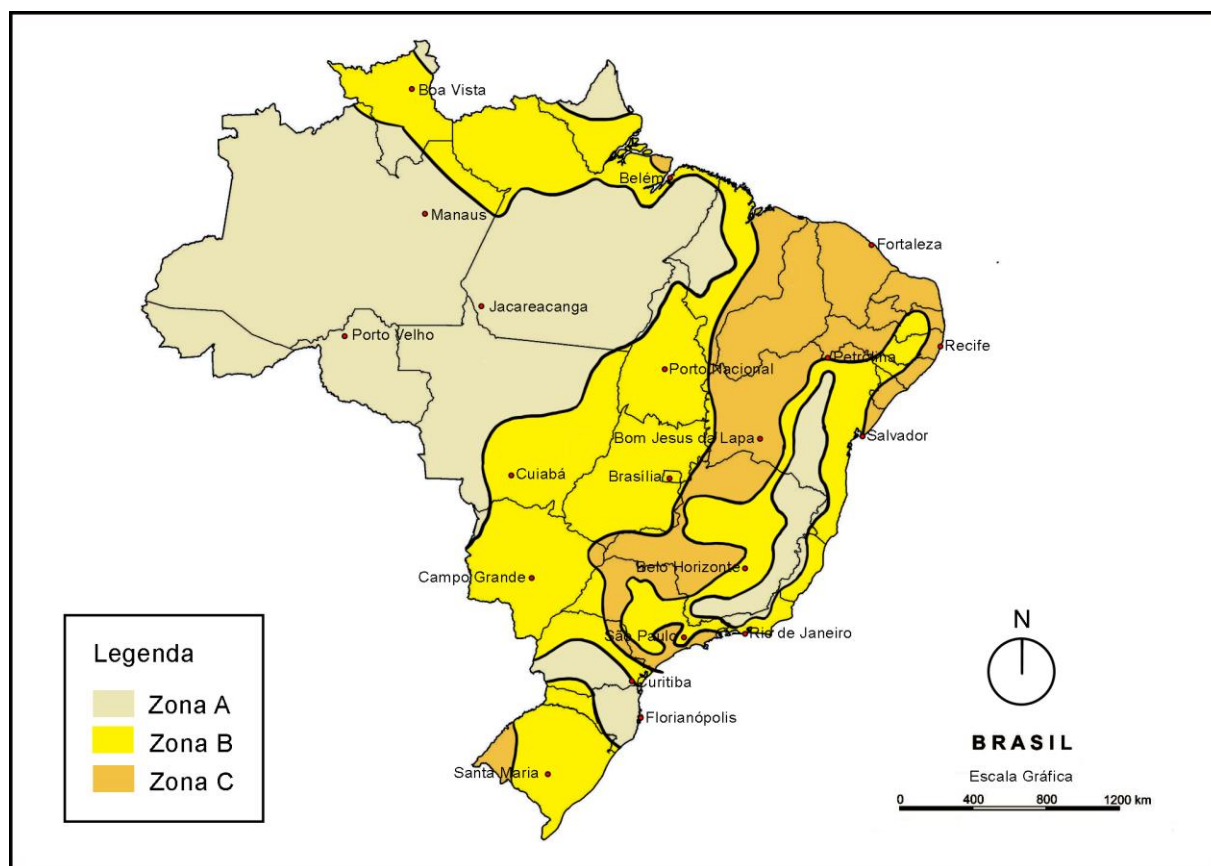 Boa Vista
Belém
Manaus
Fortaleza
Jacareacanga
Porto Velho
Recife
Petrolina
Porto Nacional
Bom Jesus da Lapa
Salvador
Cuiabá
Brasília
Belo Horizonte
Campo Grande
São Paulo
Rio de Janeiro
Curitiba
Florianópolis
Santa Maria
Legenda
Zona A
Zona B
Zona C
N
BRASIL
Escala Gráfica
0 400 800 1200 km